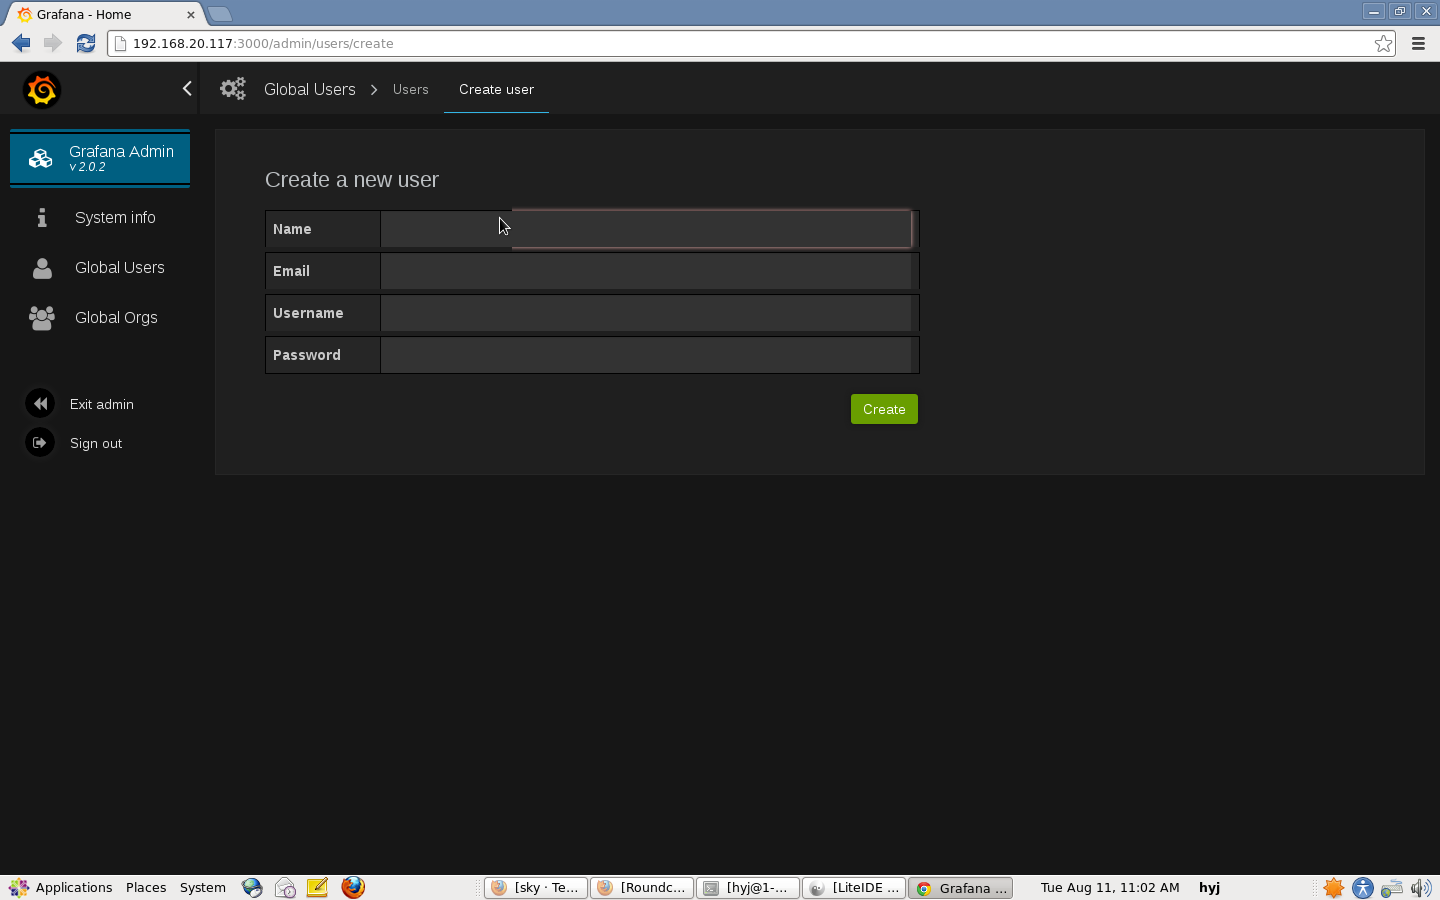 Grafana - Home
192.168.20.117:3000/admin/users/create
Global Users Users Create user
Grafana Admin
v 2.0.2
System info
Global Users
Global Orgs
Exit admin
Sign out
Create a new user
Name
Email
Username
Password
Create
Applications Places System [sky · Te... [Roundc... [hyj@1-... [LiteIDE ... Grafana ... Tue Aug 11, 11:02 AM hyj